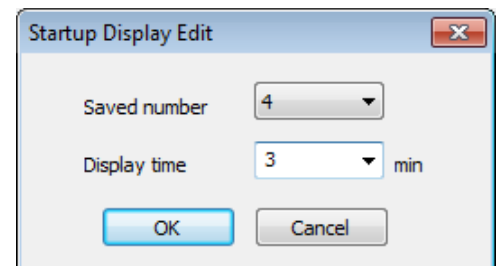 Startup Display Edit
Saved number 4
Display time 3 min
OK Cancel